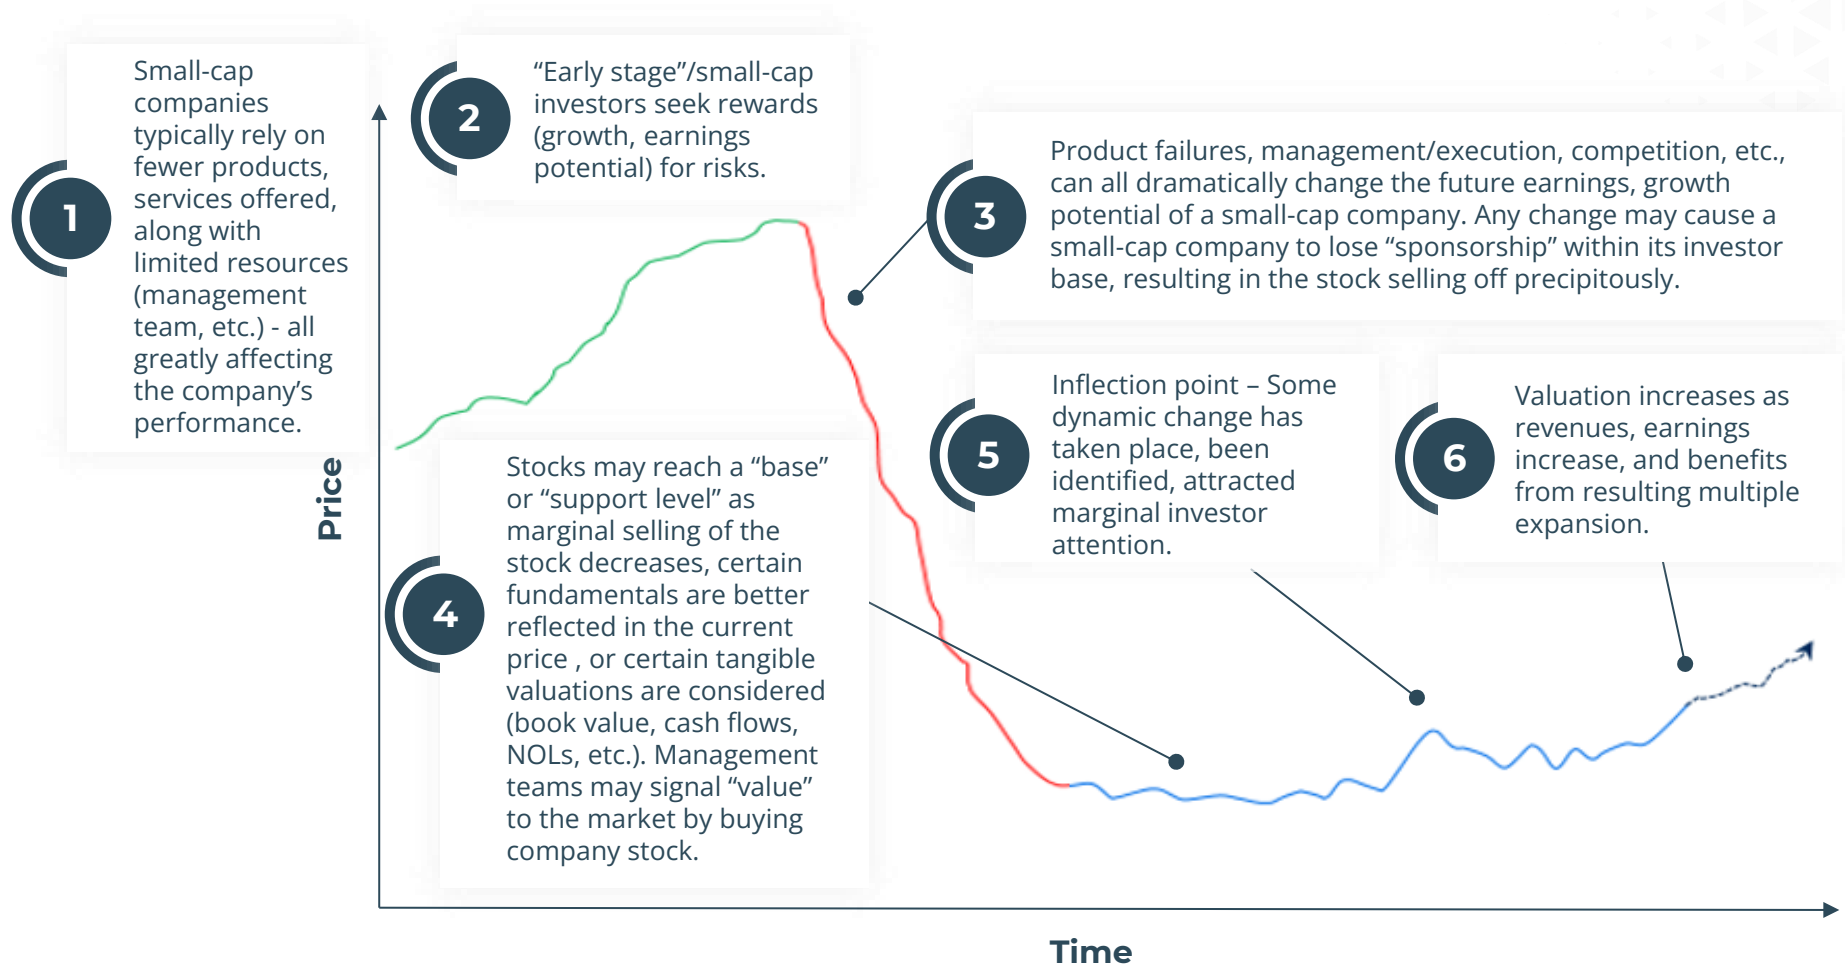 1
Small-cap
companies
typically rely on
fewer products,
services offered,
along with
limited resources
(management
team, etc.) - all
greatly affecting
the company’s
performance.
2
“Early stage”/small-cap
investors seek rewards
(growth, earnings
potential) for risks.
3
Product failures, management/execution, competition, etc.,
can all dramatically change the future earnings, growth
potential of a small-cap company. Any change may cause a
small-cap company to lose “sponsorship” within its investor
base, resulting in the stock selling off precipitously.
4
Stocks may reach a “base”
or “support level” as
marginal selling of the
stock decreases, certain
fundamentals are better
reflected in the current
price , or certain tangible
valuations are considered
(book value, cash flows,
NOLs, etc.). Management
teams may signal “value”
to the market by buying
company stock.
5
Inflection point – Some
dynamic change has
taken place, been
identified, attracted
marginal investor
attention.
6
Valuation increases as
revenues, earnings
increase, and benefits
from resulting multiple
expansion.
Price
Time